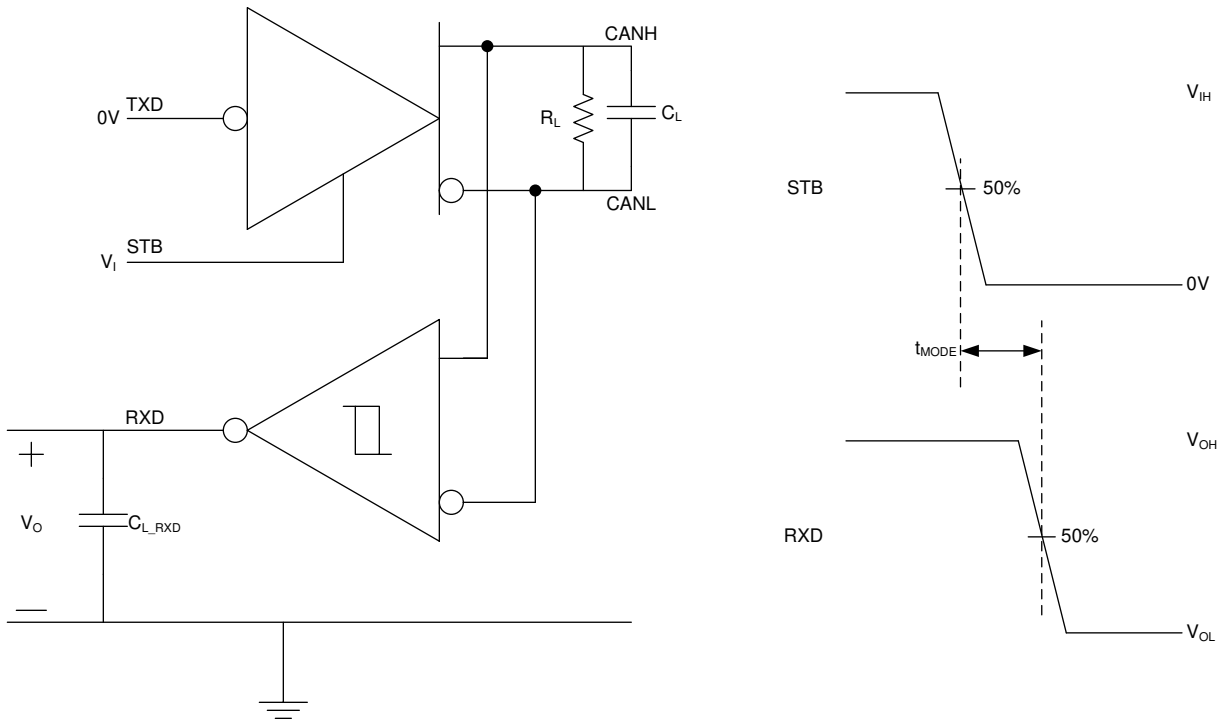 CANH
TXD
0V
R_L
C_L
CANL
STB
V_I
RXD
+
V_O
C_L_RXD
—
V_IH
STB
50%
0V
t_MODE
V_OH
RXD
50%
V_OL